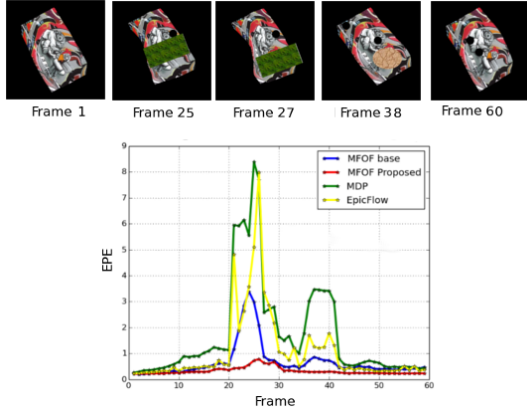 Frame 1
Frame 25
Frame 27
Frame 38
Frame 60
9
8
7
6
5
4
3
2
1
0
EPE
MFOF base
MFOF Proposed
MDP
EpicFlow
0 10 20 30 40 50 60
Frame